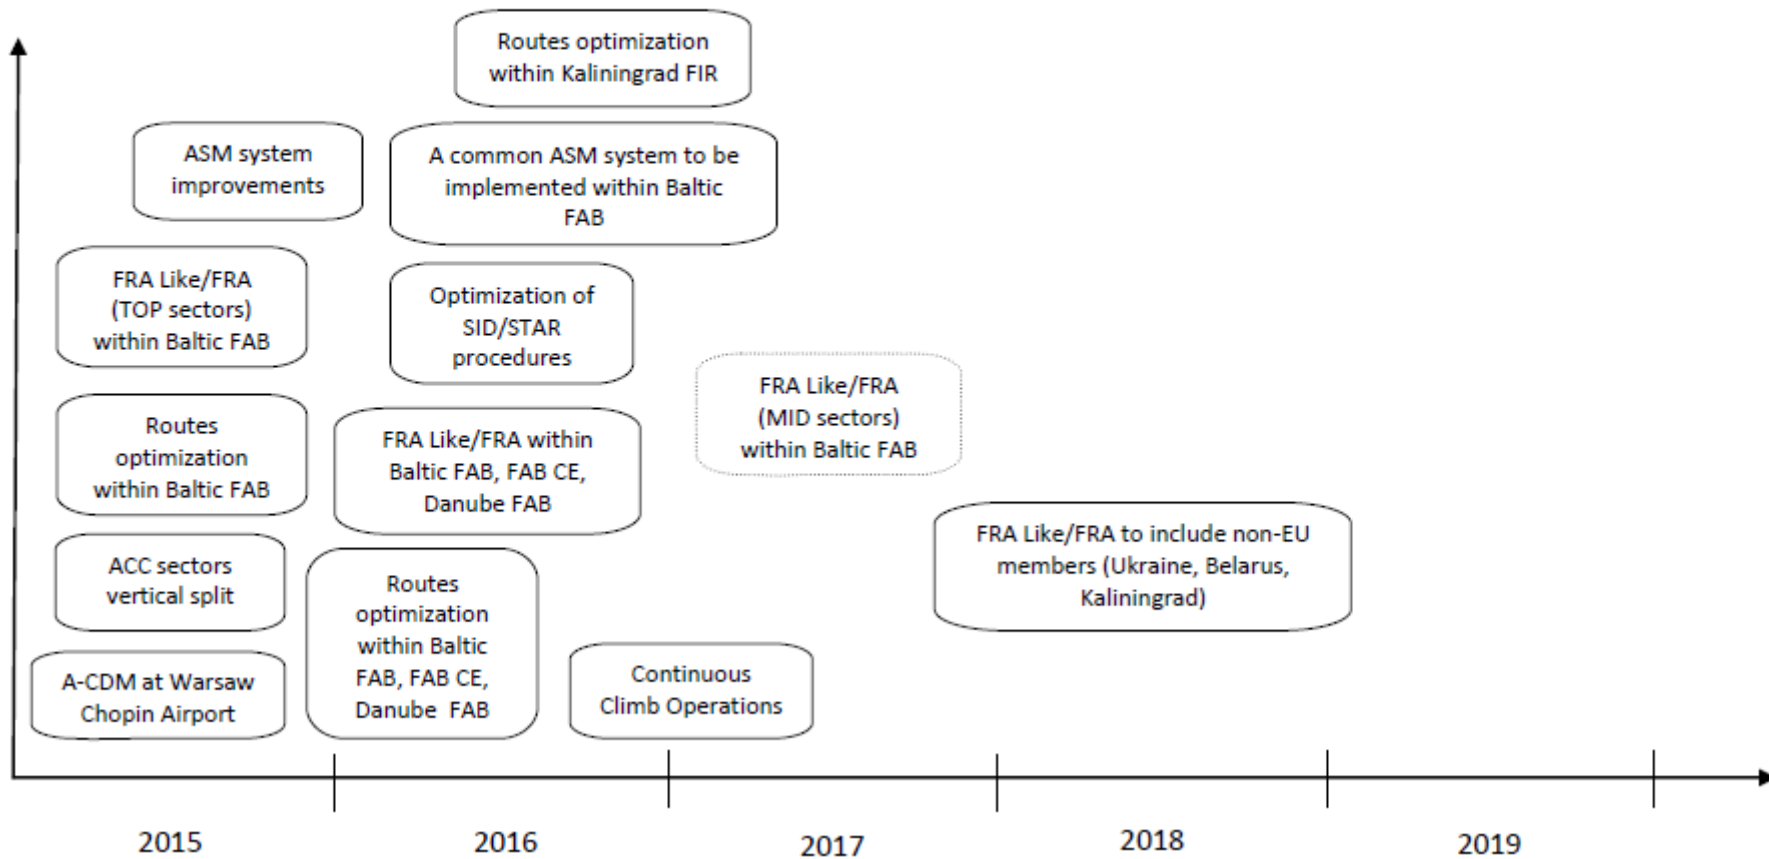 Routes optimization
within Kaliningrad FIR
ASM system
improvements
A common ASM system to be
implemented within Baltic
FAB
FRA Like/FRA
(TOP sectors)
within Baltic FAB
Optimization of
SID/STAR
procedures
FRA Like/FRA
(MID sectors)
within Baltic FAB
Routes
optimization
within Baltic FAB
FRA Like/FRA within
Baltic FAB, FAB CE,
Danube FAB
FRA Like/FRA to include non-EU
members (Ukraine, Belarus,
Kaliningrad)
ACC sectors
vertical split
Routes
optimization
within Baltic
FAB, FAB CE,
Danube FAB
A-CDM at Warsaw
Chopin Airport
Continuous
Climb Operations
2015
2016
2017
2018
2019